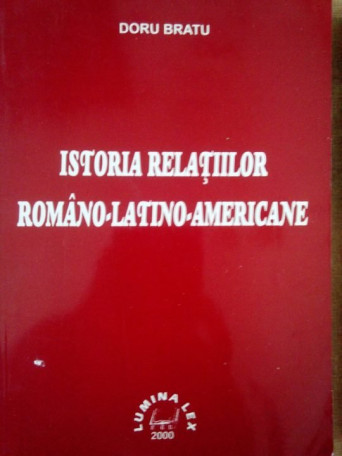 DORU BRATU
ISTORIA RELAȚIILOR
ROMÂNO-LATINO-AMERICANE
LUMINA LEX
2000